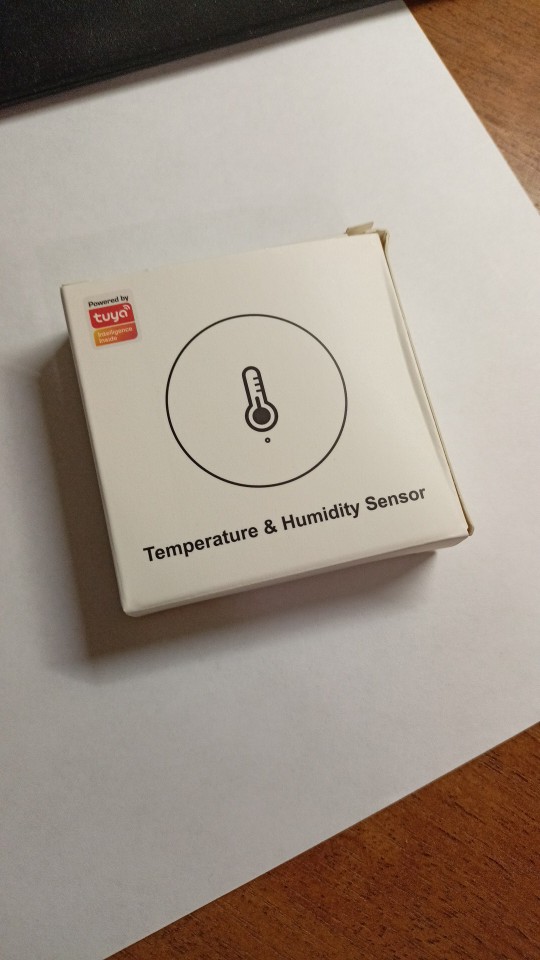 Powered by
tuya
Intelligence
Inside
Temperature & Humidity Sensor